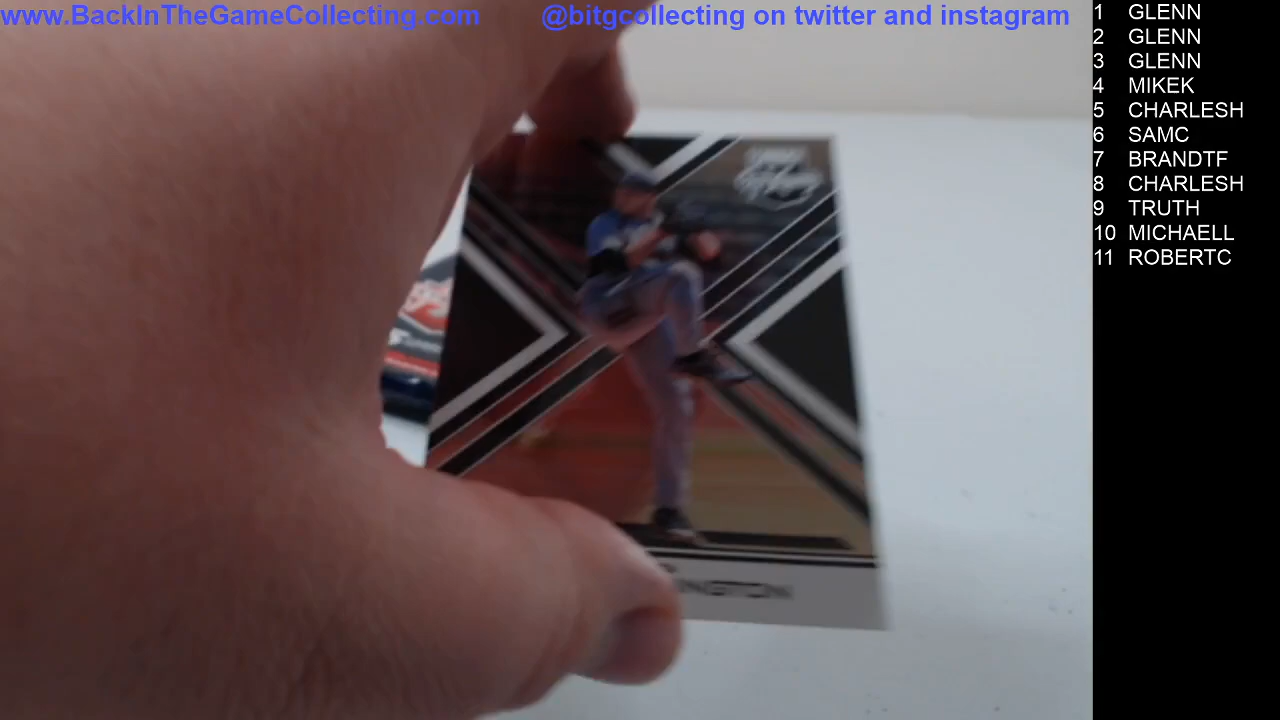 www.BackInTheGameCollecting.com @bitgcollecting on twitter and instagram
1 GLENN
2 GLENN
3 GLENN
4 MIKEK
5 CHARLESH
6 SAMC
7 BRANDTF
8 CHARLESH
9 TRUTH
10 MICHAELL
11 ROBERTC